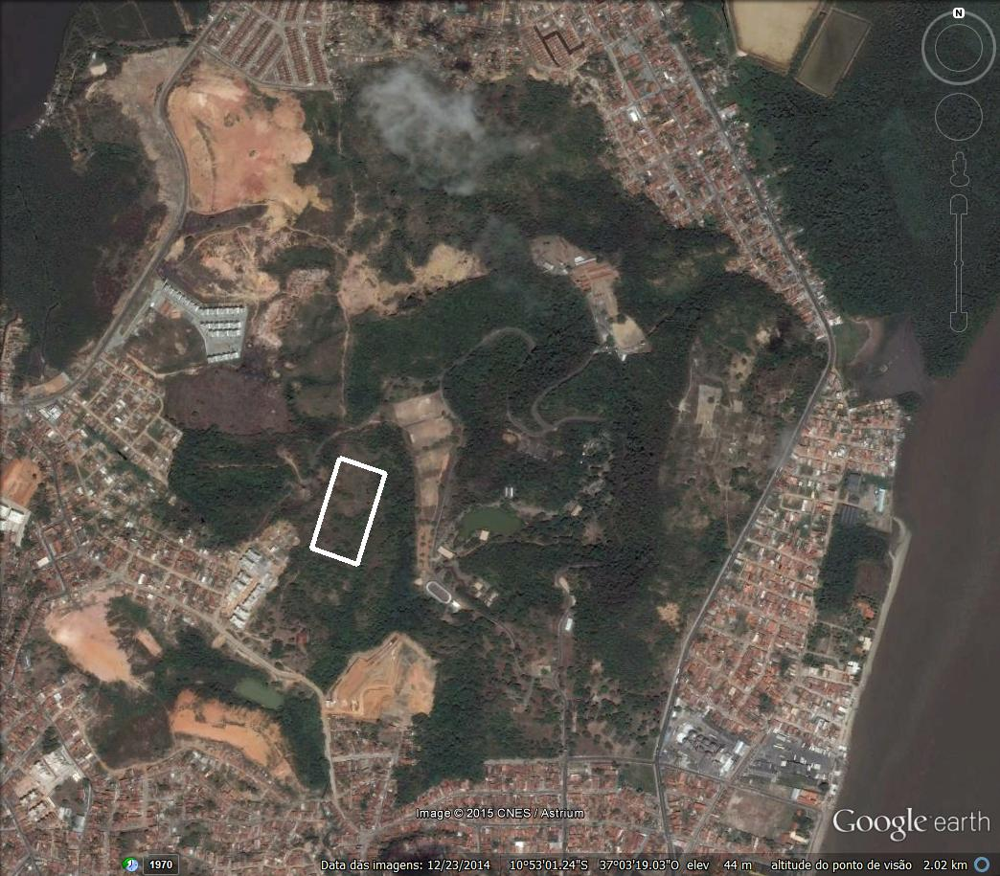 N
Image © 2015 CNES / Astrium
Google earth
1970
Data das imagens: 12/23/2014 10°53'01.24"S 37°03'19.03"O elev 44 m altitude do ponto de visão 2.02 km